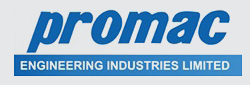 promac
ENGINEERING INDUSTRIES LIMITED